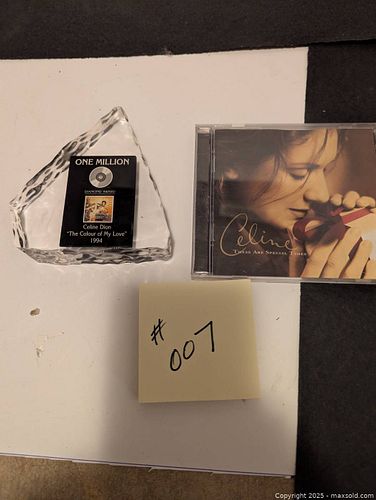 ONE MILLION
Celine Dion
"The Colour of My Love"
1994
Celine
THESE ARE SPECIAL TIMES
# 007
Copyright 2025 - maxsold.com